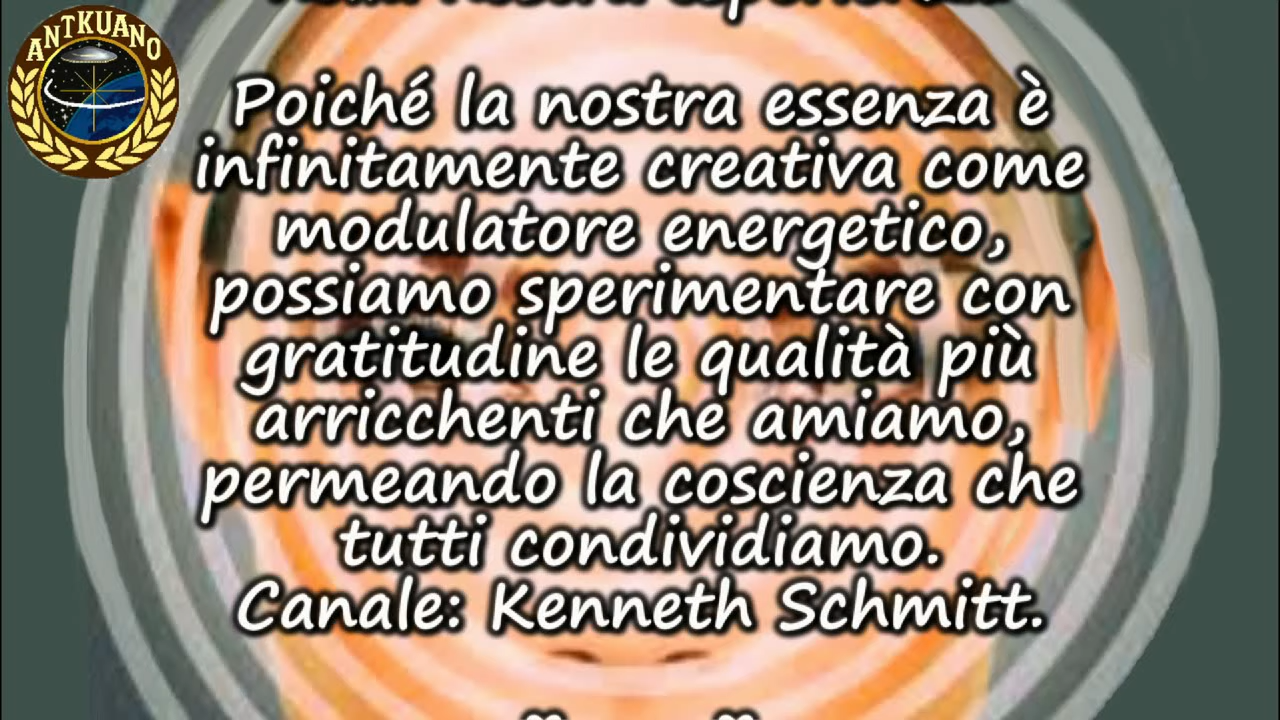 ANTKUANO
Poiché la nostra essenza è
infinitamente creativa come
modulatore energetico,
possiamo sperimentare con
gratitudine le qualità più
arricchenti che amiamo,
permeando la coscienza che
tutti condividiamo.
Canale: Kenneth Schmitt.